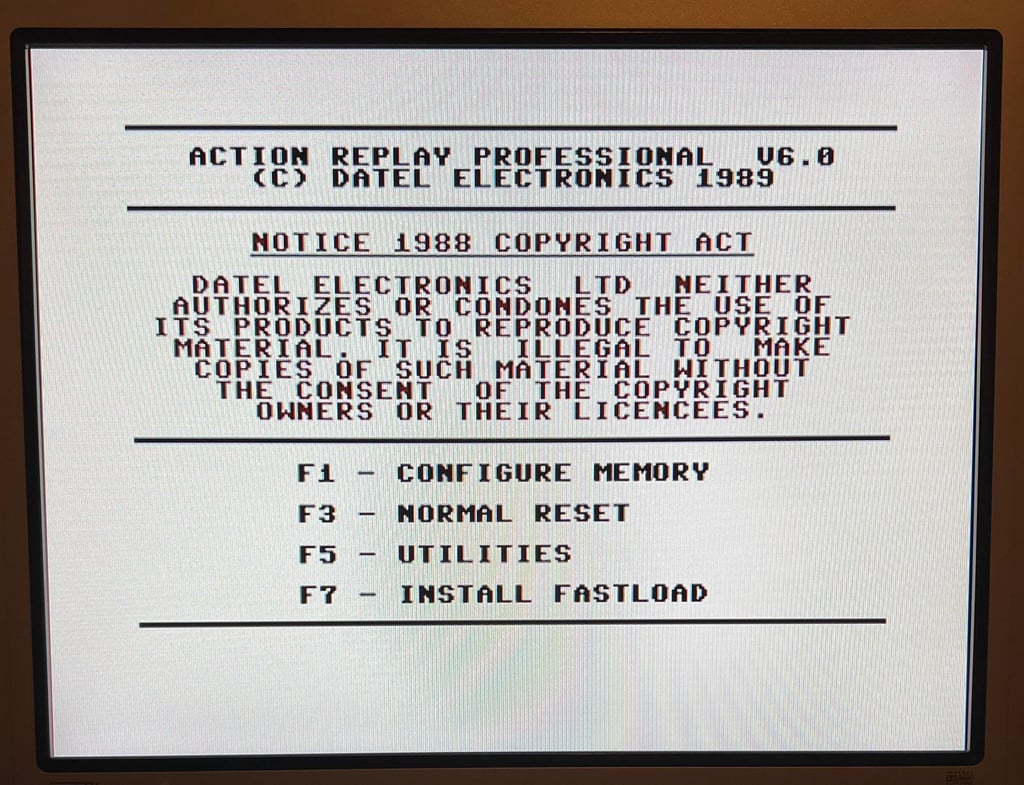 ACTION REPLAY PROFESSIONAL V6.0
(C) DATEL ELECTRONICS 1989
NOTICE 1988 COPYRIGHT ACT
DATEL ELECTRONICS LTD NEITHER
AUTHORIZES OR CONDONES THE USE OF
ITS PRODUCTS TO REPRODUCE COPYRIGHT
MATERIAL. IT IS ILLEGAL TO MAKE
COPIES OF SUCH MATERIAL WITHOUT
THE CONSENT OF THE COPYRIGHT
OWNERS OR THEIR LICENCEES.
F1 - CONFIGURE MEMORY
F3 - NORMAL RESET
F5 - UTILITIES
F7 - INSTALL FASTLOAD